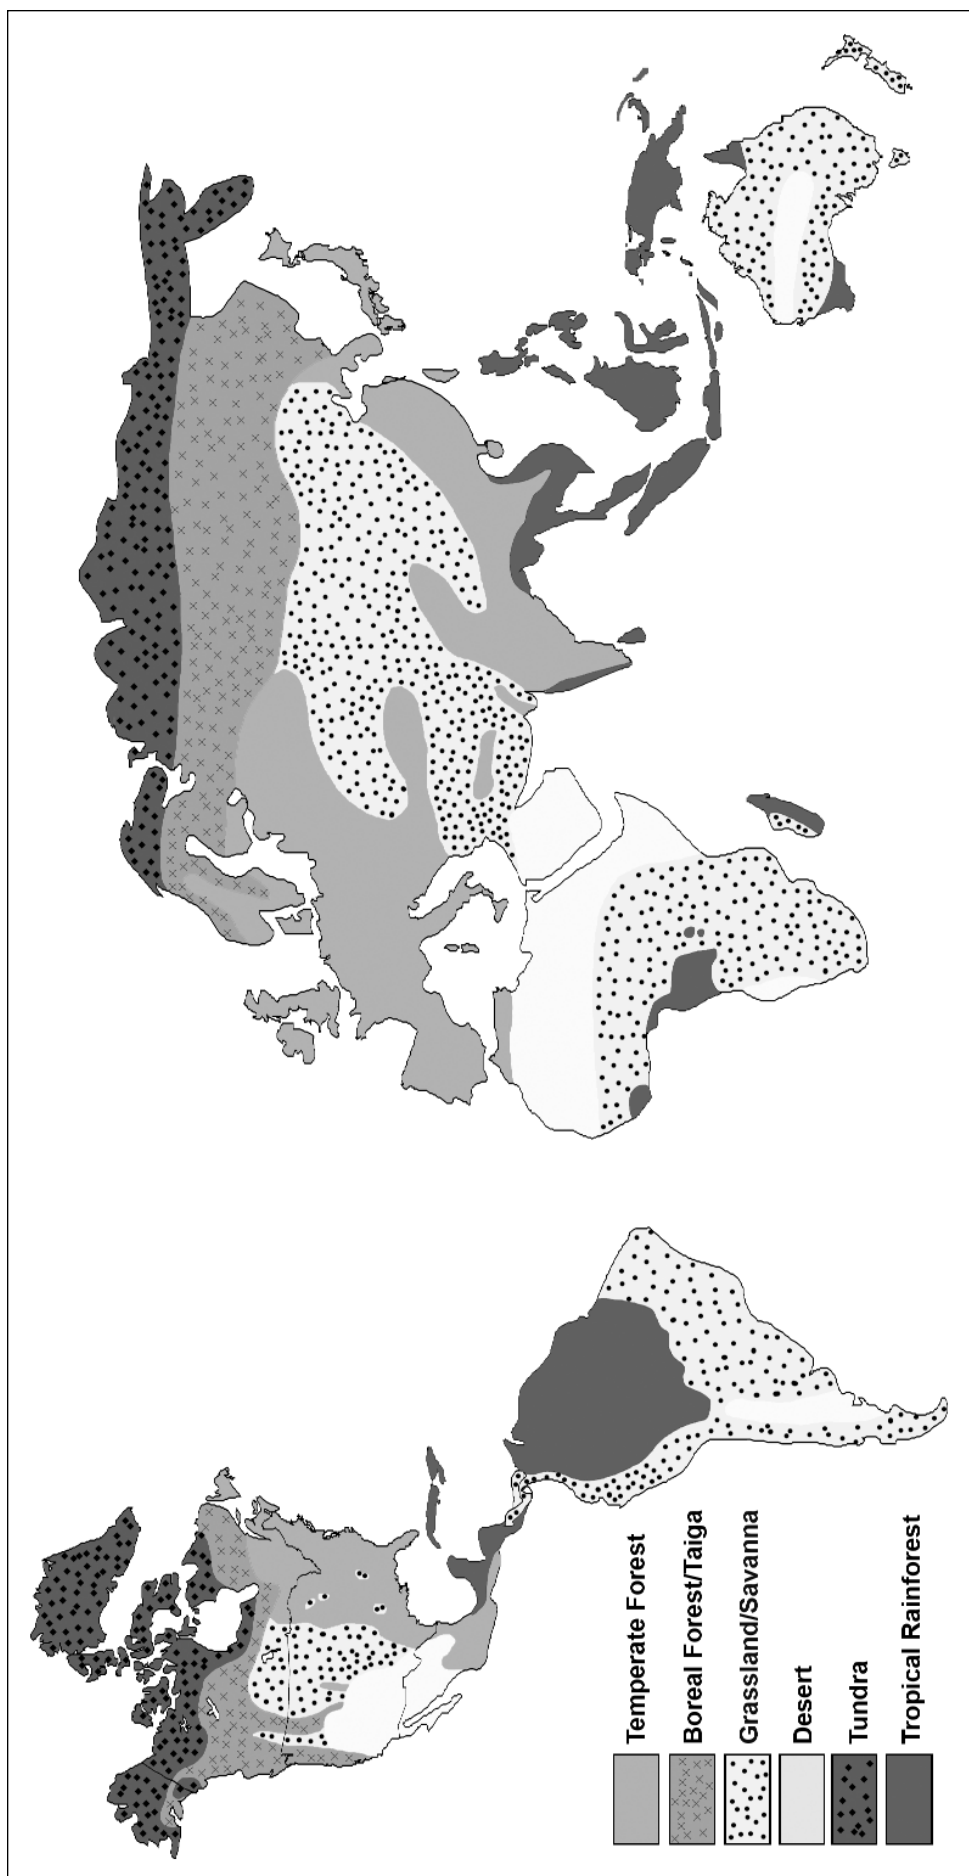 Temperate Forest
Boreal Forest/Taiga
Grassland/Savanna
Desert
Tundra
Tropical Rainforest